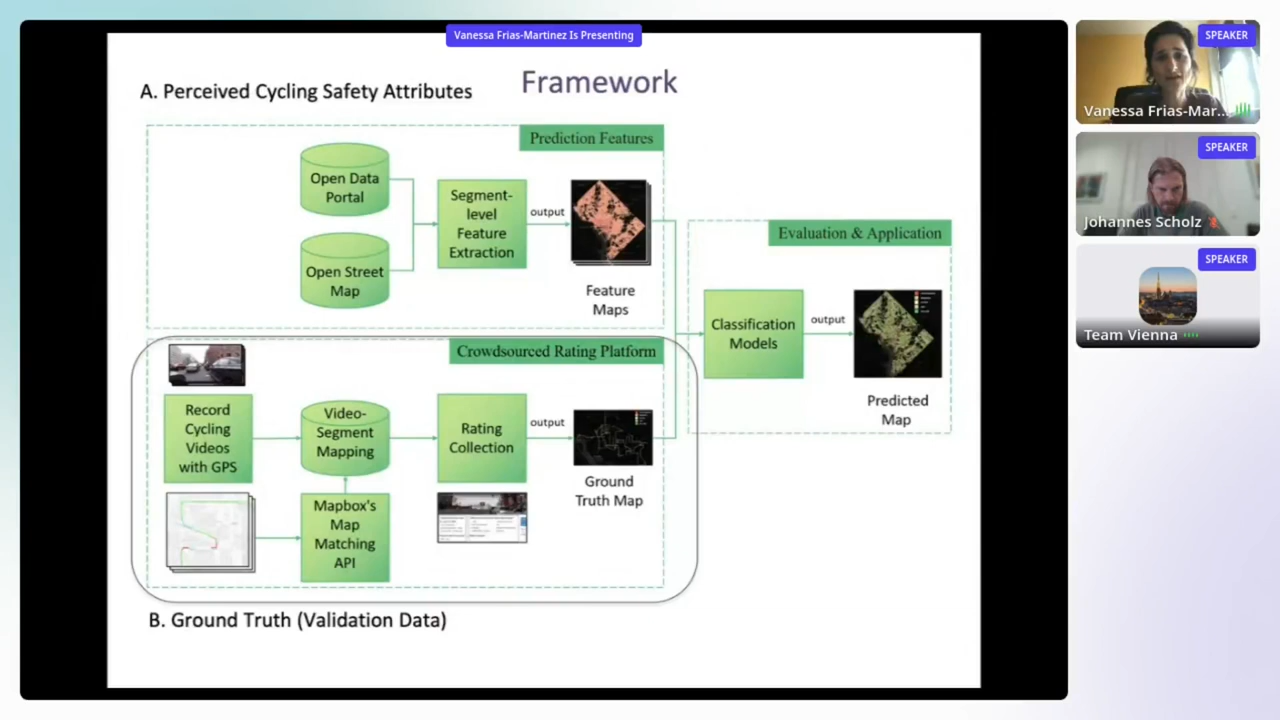 Vanessa Frias-Martinez Is Presenting
Framework
A. Perceived Cycling Safety Attributes
Prediction Features
Open Data
Portal
Open Street
Map
Segment-
level
Feature
Extraction
output
Feature
Maps
Evaluation & Application
Classification
Models
output
Predicted
Map
Crowdsourced Rating Platform
Record
Cycling
Videos
with GPS
Video-
Segment
Mapping
Mapbox's
Map
Matching
API
Rating
Collection
output
Ground
Truth Map
B. Ground Truth (Validation Data)
SPEAKER
Vanessa Frias-Mar...
SPEAKER
Johannes Scholz
SPEAKER
Team Vienna